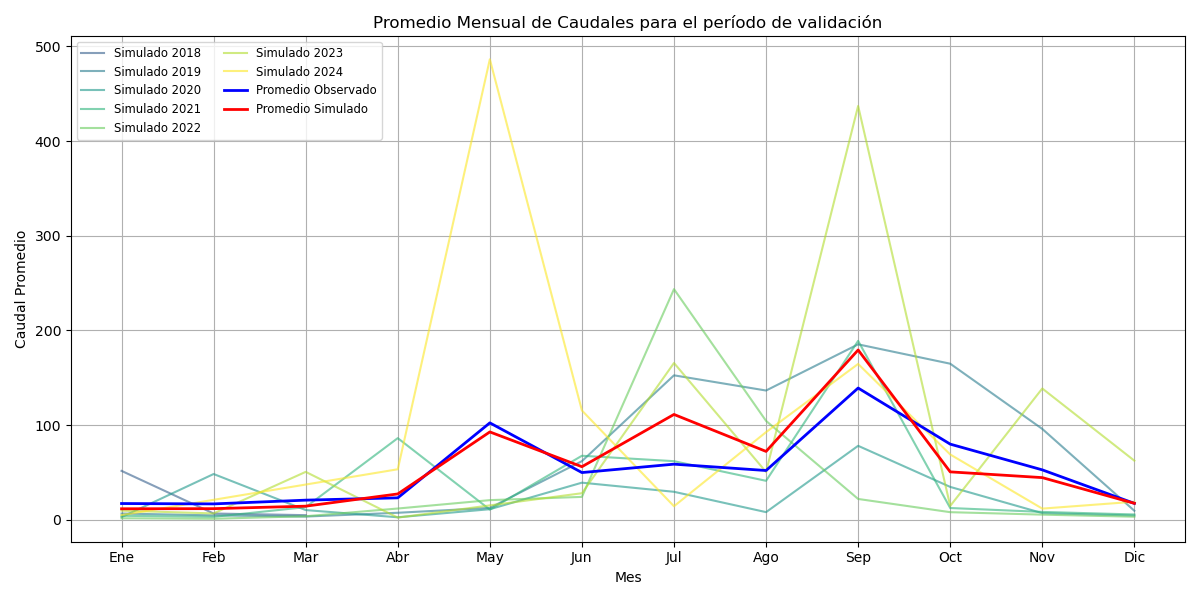 Promedio Mensual de Caudales para el período de validación
Simulado 2018
Simulado 2019
Simulado 2020
Simulado 2021
Simulado 2022
Simulado 2023
Simulado 2024
Promedio Observado
Promedio Simulado
Caudal Promedio
500
400
300
200
100
0
Ene Feb Mar Abr May Jun Jul Ago Sep Oct Nov Dic
Mes